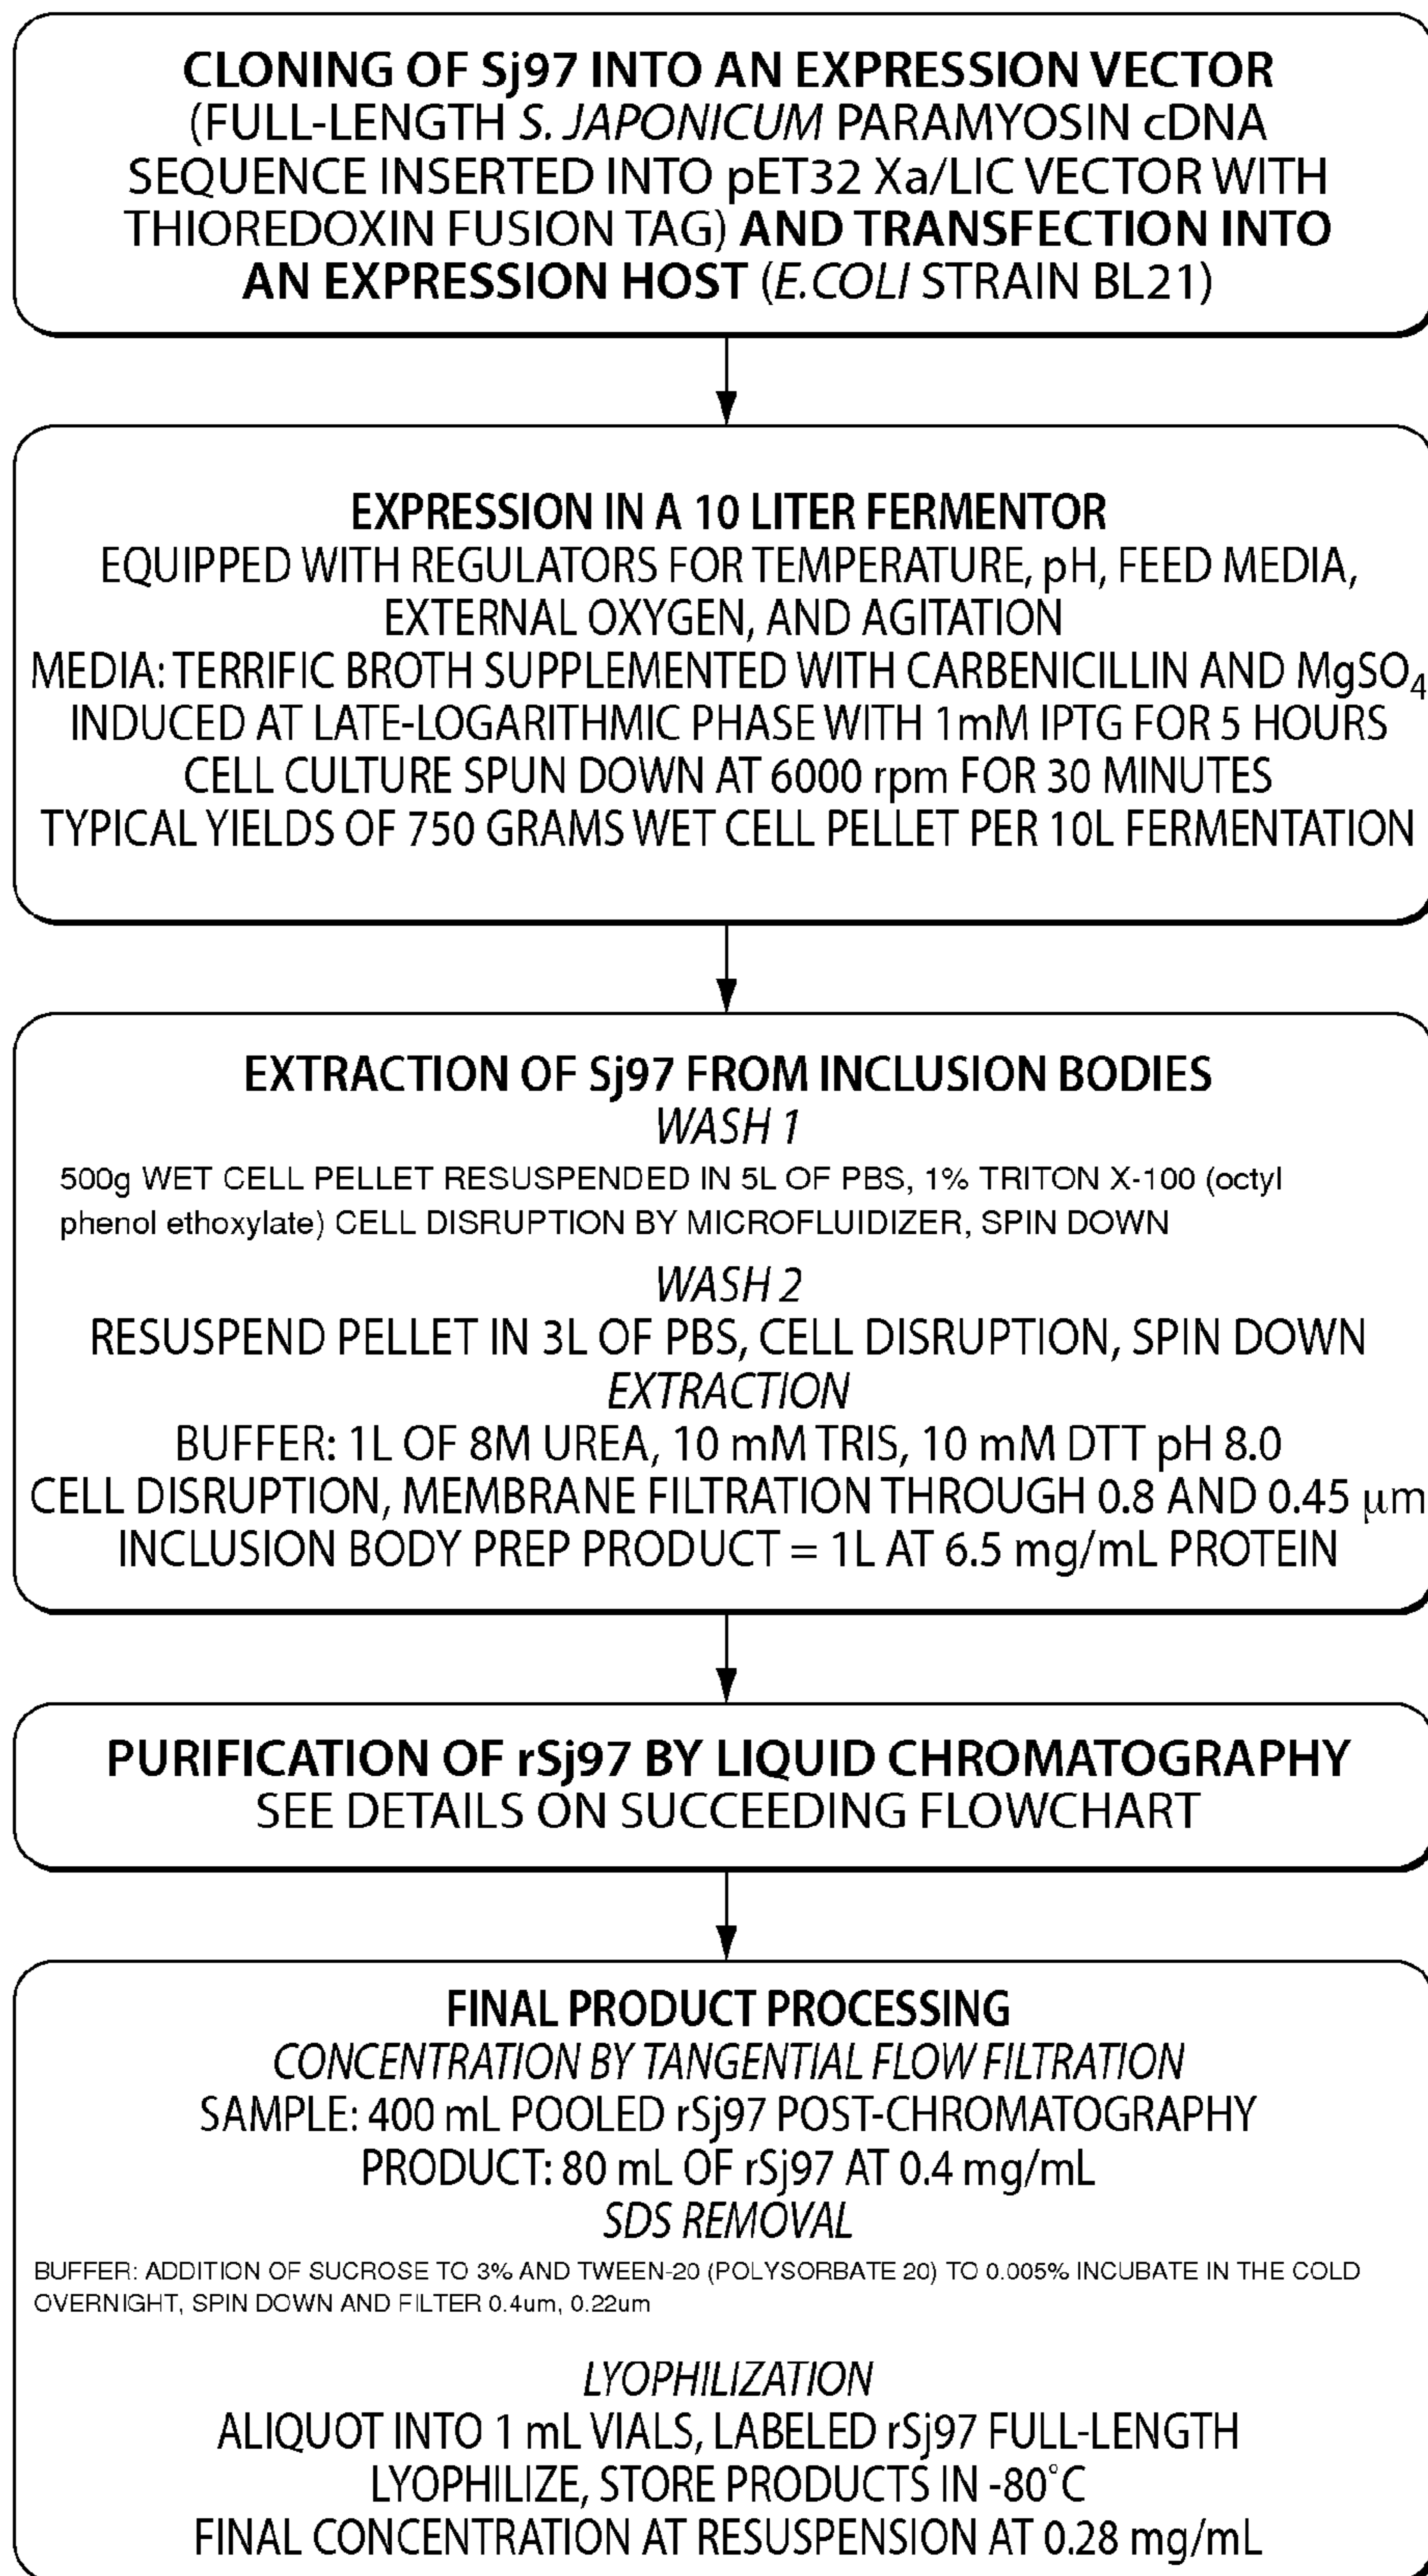 CLONING OF Sj97 INTO AN EXPRESSION VECTOR
(FULL-LENGTH S. JAPONICUM PARAMYOSIN cDNA
SEQUENCE INSERTED INTO pET32 Xa/LIC VECTOR WITH
THIOREDOXIN FUSION TAG) AND TRANSFECTION INTO
AN EXPRESSION HOST (E.COLI STRAIN BL21)
EXPRESSION IN A 10 LITER FERMENTOR
EQUIPPED WITH REGULATORS FOR TEMPERATURE, pH, FEED MEDIA,
EXTERNAL OXYGEN, AND AGITATION
MEDIA: TERRIFIC BROTH SUPPLEMENTED WITH CARBENICILLIN AND MgSO₄
INDUCED AT LATE-LOGARITHMIC PHASE WITH 1mM IPTG FOR 5 HOURS
CELL CULTURE SPUN DOWN AT 6000 rpm FOR 30 MINUTES
TYPICAL YIELDS OF 750 GRAMS WET CELL PELLET PER 10L FERMENTATION
EXTRACTION OF Sj97 FROM INCLUSION BODIES
WASH 1
500g WET CELL PELLET RESUSPENDED IN 5L OF PBS, 1% TRITON X-100 (octyl
phenol ethoxylate) CELL DISRUPTION BY MICROFLUIDIZER, SPIN DOWN
WASH 2
RESUSPEND PELLET IN 3L OF PBS, CELL DISRUPTION, SPIN DOWN
EXTRACTION
BUFFER: 1L OF 8M UREA, 10 mM TRIS, 10 mM DTT pH 8.0
CELL DISRUPTION, MEMBRANE FILTRATION THROUGH 0.8 AND 0.45 μm
INCLUSION BODY PREP PRODUCT = 1L AT 6.5 mg/mL PROTEIN
PURIFICATION OF rSj97 BY LIQUID CHROMATOGRAPHY
SEE DETAILS ON SUCCEEDING FLOWCHART
FINAL PRODUCT PROCESSING
CONCENTRATION BY TANGENTIAL FLOW FILTRATION
SAMPLE: 400 mL POOLED rSj97 POST-CHROMATOGRAPHY
PRODUCT: 80 mL OF rSj97 AT 0.4 mg/mL
SDS REMOVAL
BUFFER: ADDITION OF SUCROSE TO 3% AND TWEEN-20 (POLYSORBATE 20) TO 0.005% INCUBATE IN THE COLD
OVERNIGHT, SPIN DOWN AND FILTER 0.4um, 0.22um
LYOPHILIZATION
ALIQUOT INTO 1 mL VIALS, LABELED rSj97 FULL-LENGTH
LYOPHILIZE, STORE PRODUCTS IN -80°C
FINAL CONCENTRATION AT RESUSPENSION AT 0.28 mg/mL